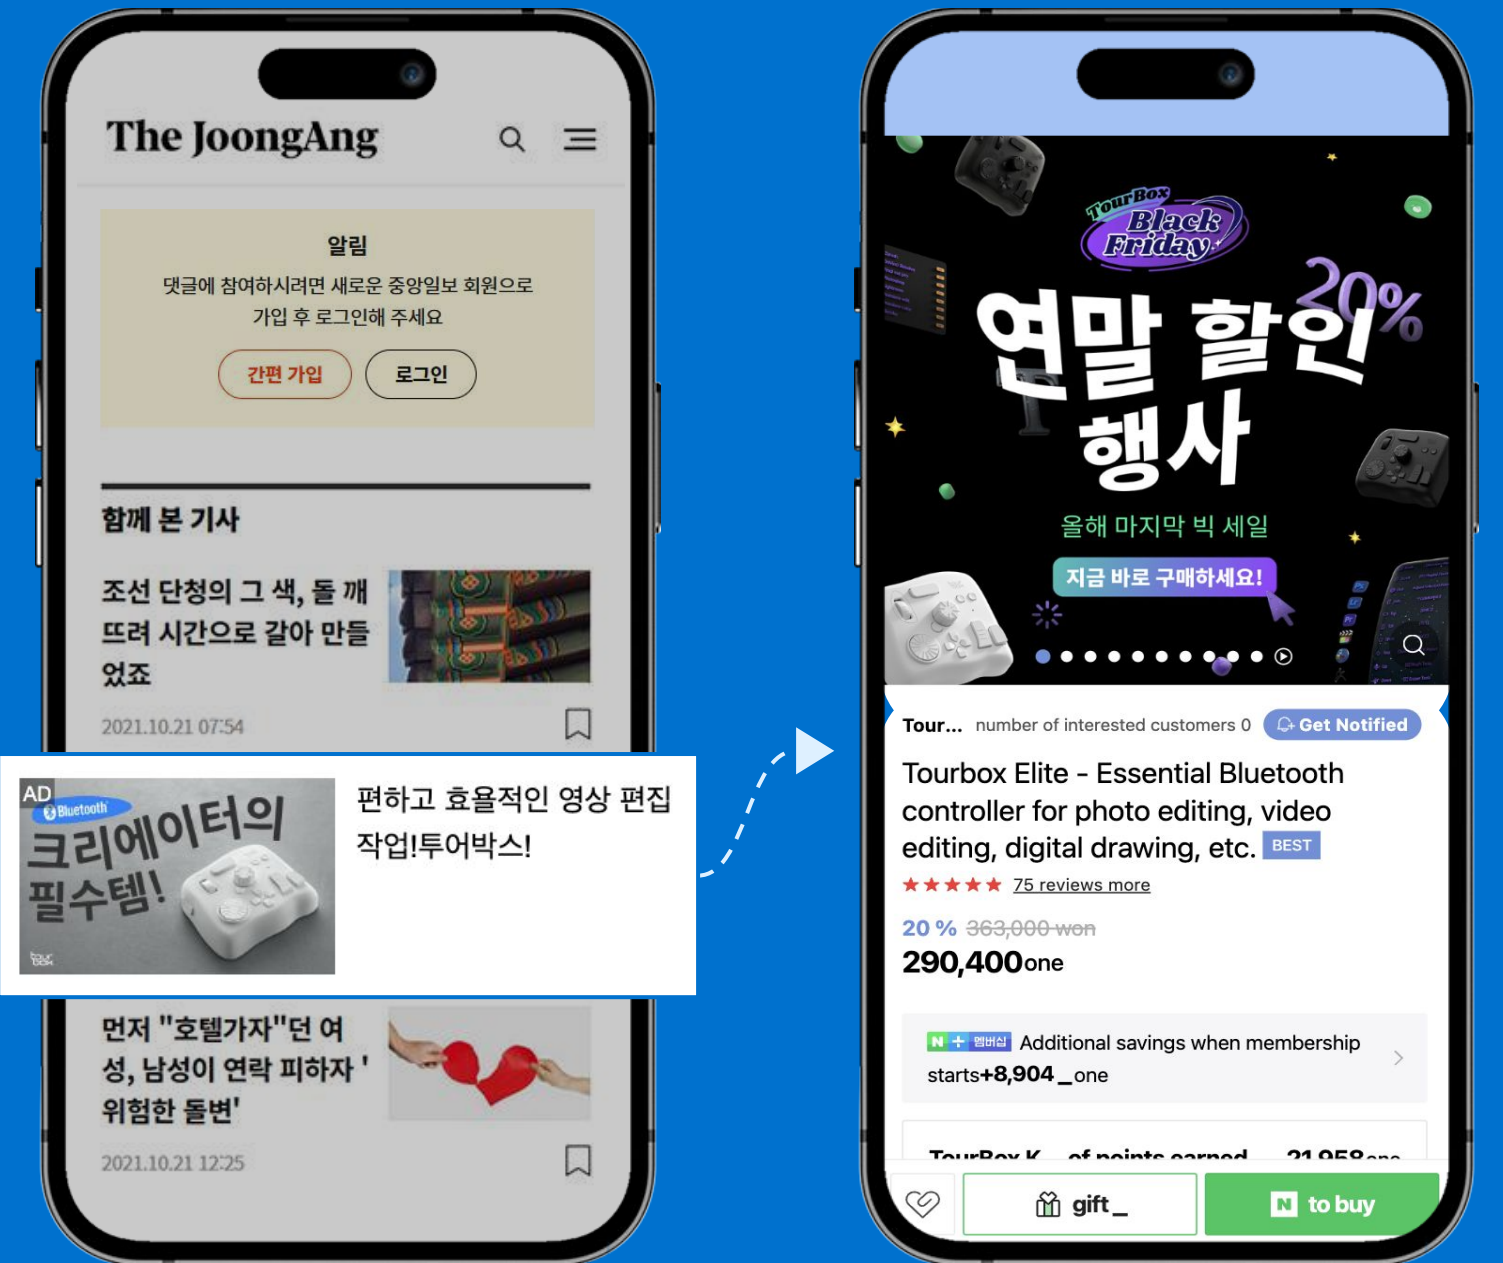 The JoongAng
알림
댓글에 참여하시려면 새로운 중앙일보 회원으로
가입 후 로그인해 주세요
간편 가입
로그인
함께 본 기사
조선 단청의 그 색, 돌 깨
뜨려 시간으로 갈아 만들
었죠
2021.10.21 07:54
AD
Bluetooth
크리에이터의
필수템!
tour
box
편하고 효율적인 영상 편집
작업!투어박스!
먼저 "호텔가자"던 여
성, 남성이 연락 피하자 '
위험한 돌변'
2021.10.21 12:25
TourBox
Black
Friday
20%
연말 할인
행사
올해 마지막 빅 세일
지금 바로 구매하세요!
Tour... number of interested customers 0 Get Notified
Tourbox Elite - Essential Bluetooth
controller for photo editing, video
editing, digital drawing, etc. BEST
75 reviews more
20 % 363,000 won
290,400one
N + 멤버십 Additional savings when membership
starts+8,904 _one
TourBox K... of points earned 21,958one
gift _
N to buy